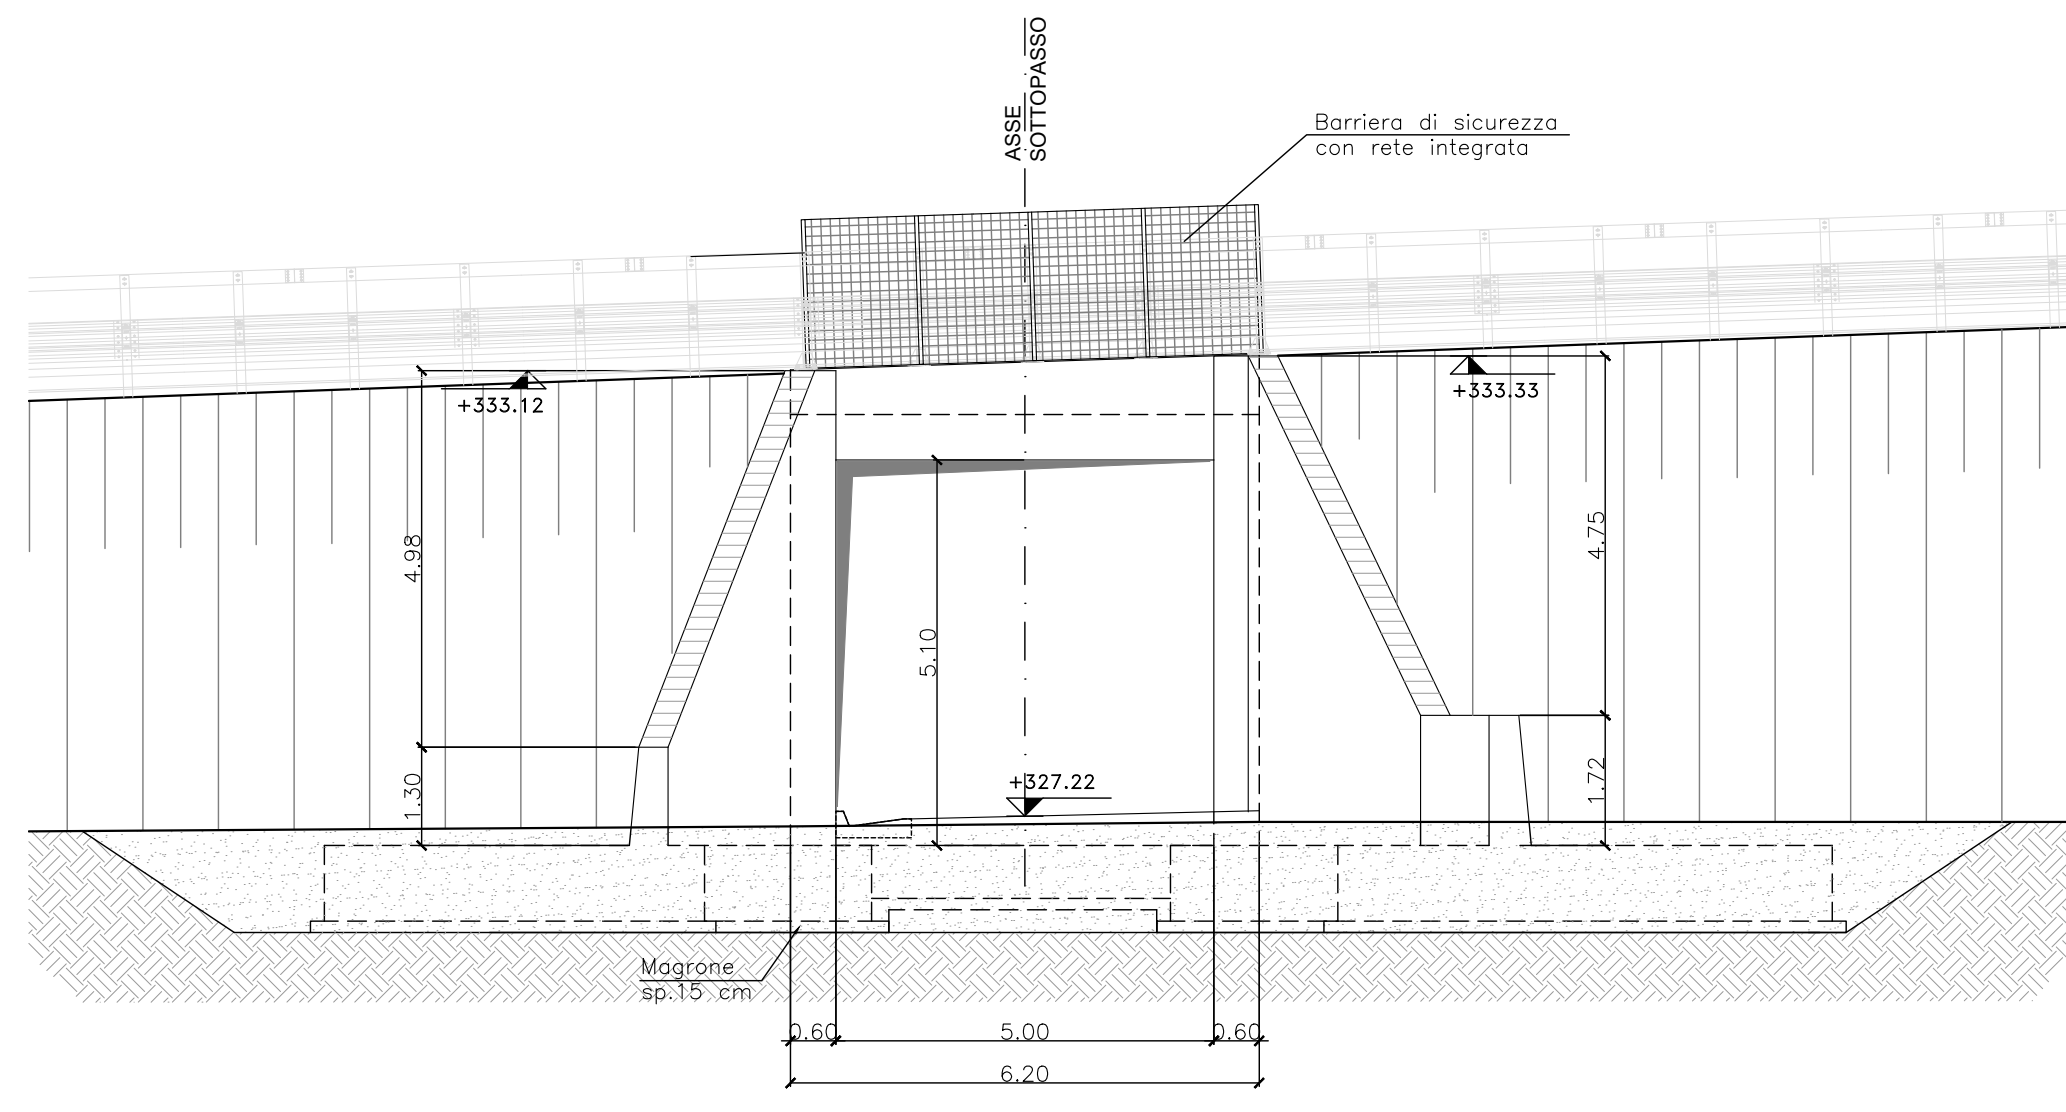 ASSE
SOTTOPASSO
Barriera di sicurezza
con rete integrata
+333.12
+333.33
4.98
4.75
5.10
+327.22
1.30
1.72
Magrone
sp.15 cm
0.60
5.00
0.60
6.20